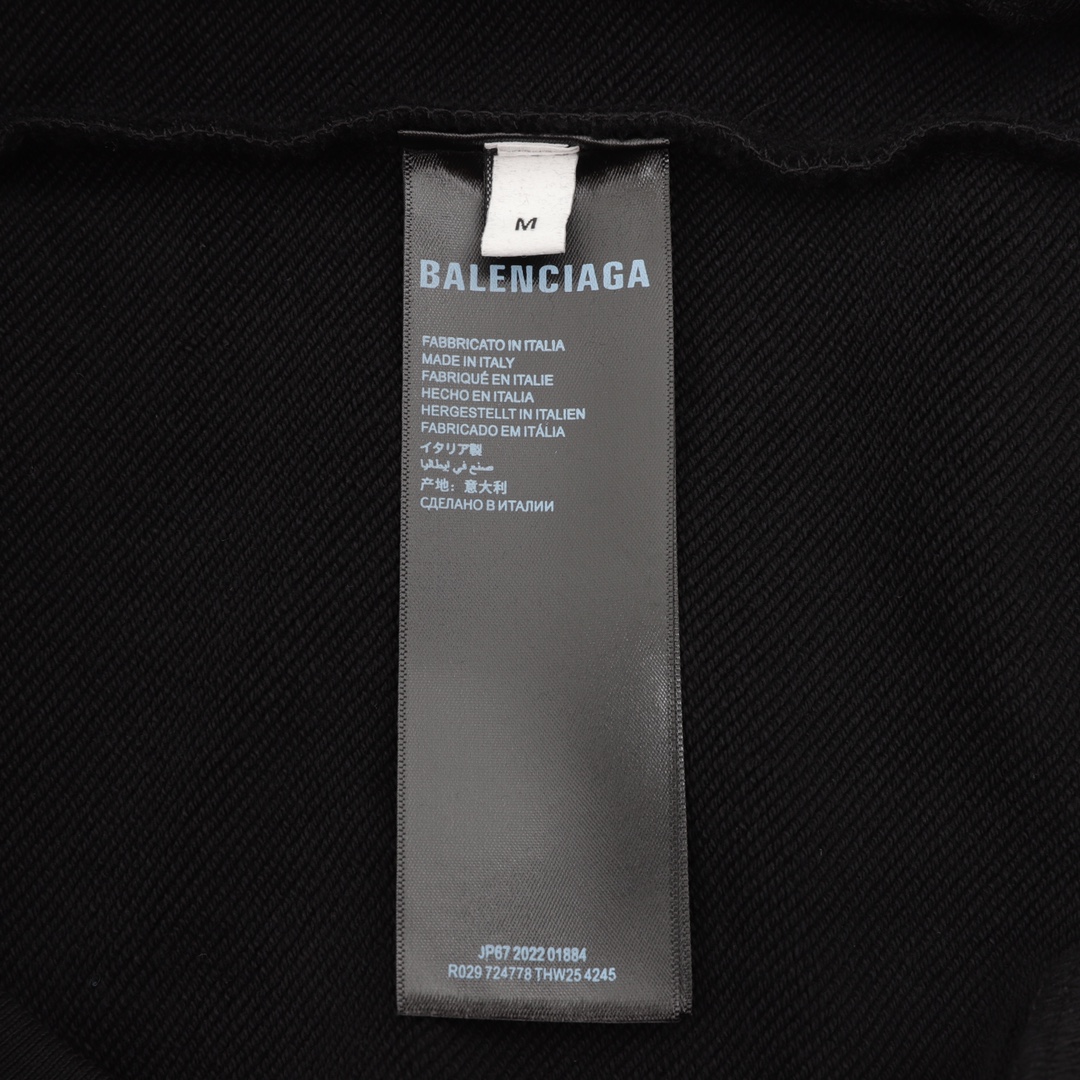 M
BALENCIAGA
FABBRICATO IN ITALIA
MADE IN ITALY
FABRIQUÉ EN ITALIE
HECHO EN ITALIA
HERGESTELLT IN ITALIEN
FABRICADO EM ITÁLIA
イタリア製
صنع في إيطاليا
产地：意大利
СДЕЛАНО В ИТАЛИИ
JP67 2022 01884
R029 724778 THW25 4245